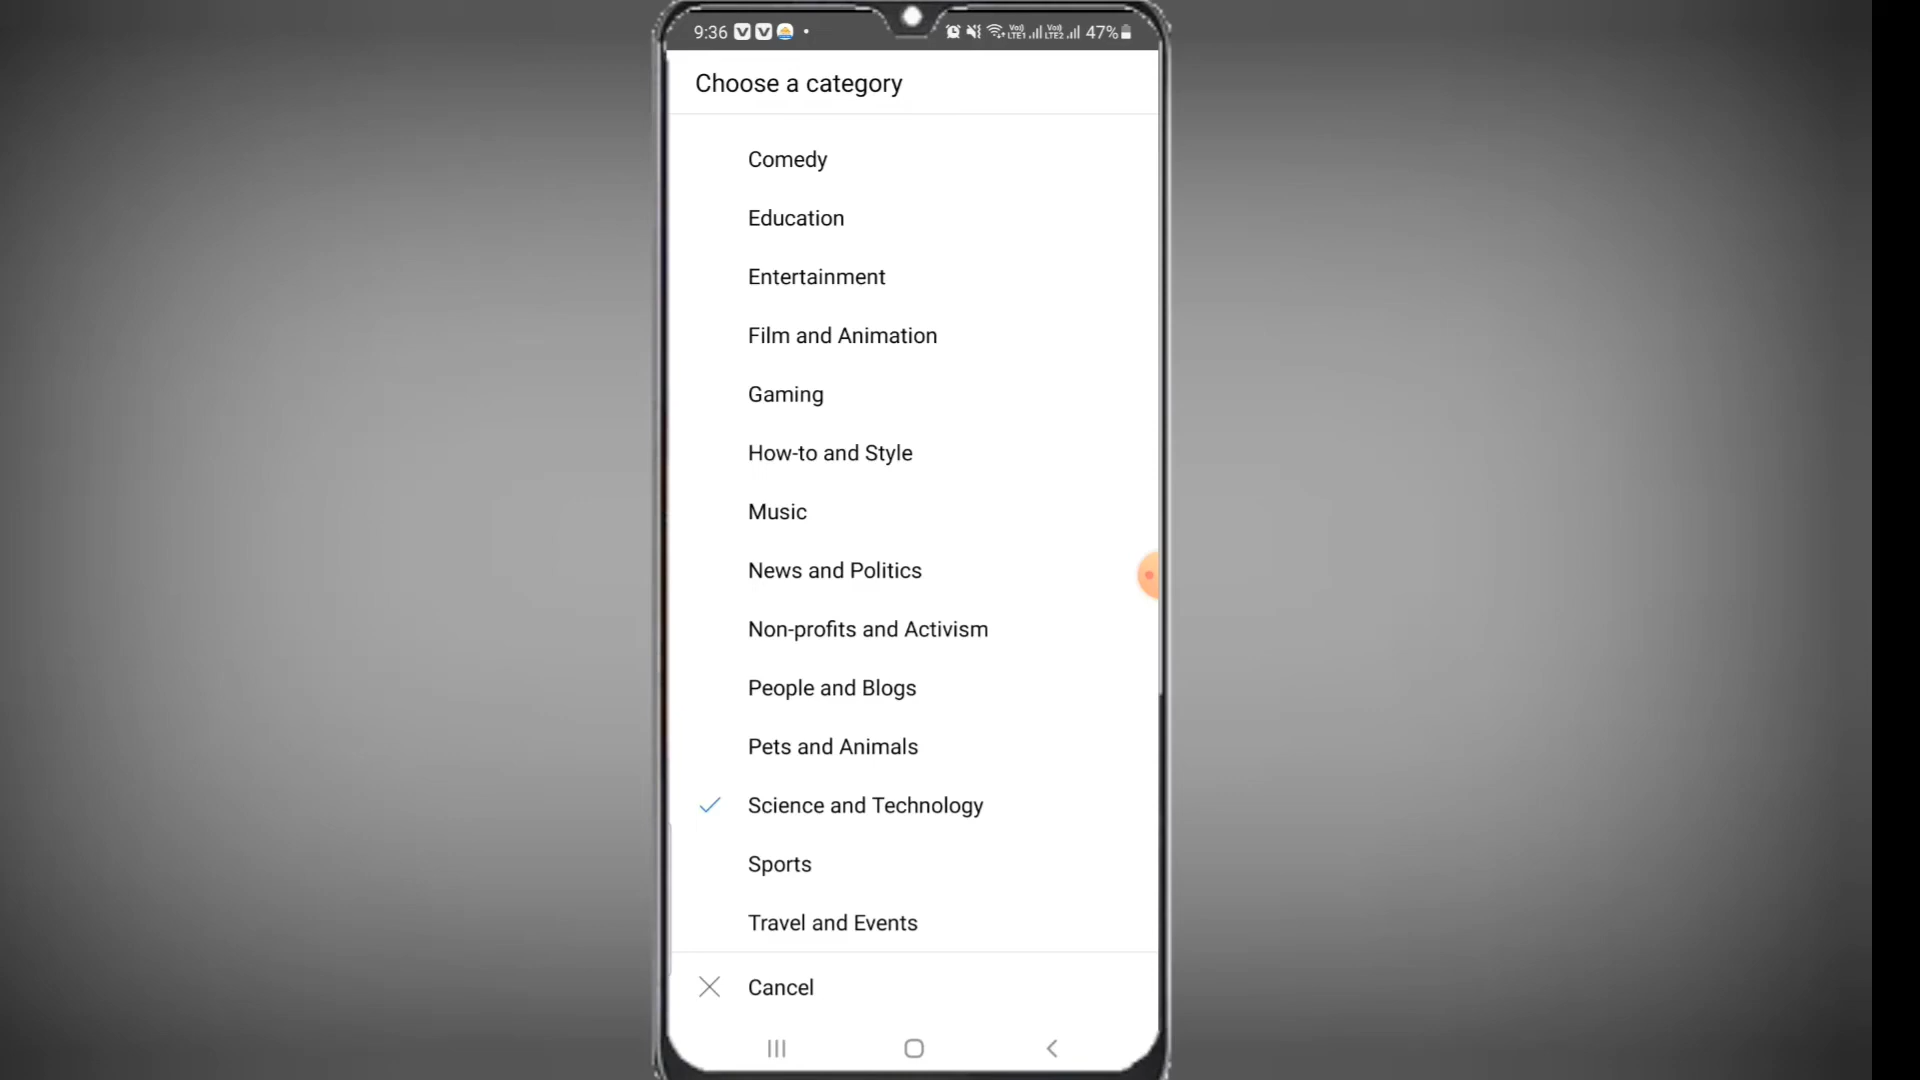 9:36 47%
Choose a category
Comedy
Education
Entertainment
Film and Animation
Gaming
How-to and Style
Music
News and Politics
Non-profits and Activism
People and Blogs
Pets and Animals
Science and Technology
Sports
Travel and Events
Cancel